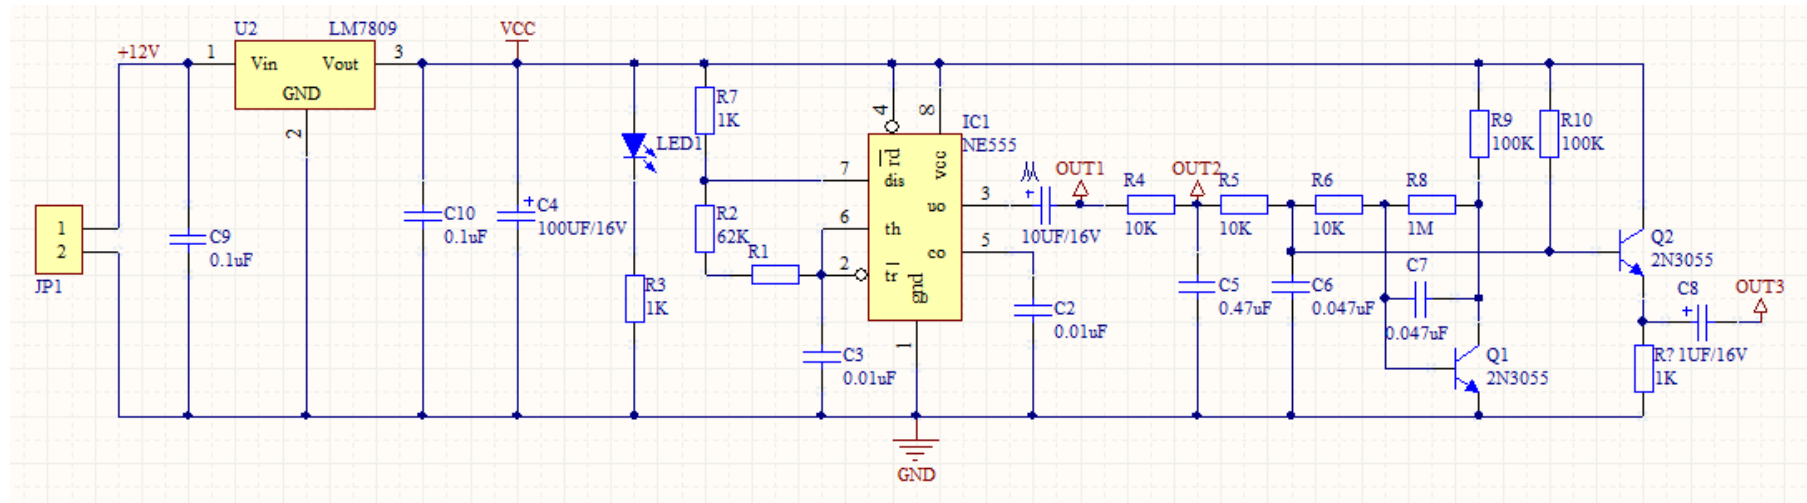 U2
LM7809
VCC
+12V
1
3
Vin
Vout
GND
2
4
8
R7
1K
IC1
NE555
LED1
rd
vcc
7
dis
OUT1
OUT2
R9
100K
R10
100K
3
uo
R4
R5
R6
R8
10UF/16V
10K
10K
10K
1M
1
2
JP1
C9
0.1uF
C10
0.1uF
C4
+
100UF/16V
R2
62K
6
th
5
co
R1
2
tr
gnd
gb
Q2
2N3055
C7
0.047uF
C5
0.47uF
C6
0.047uF
C8
+
OUT3
R3
1K
C2
0.01uF
1
C3
0.01uF
Q1
2N3055
R?
1UF/16V
1K
GND